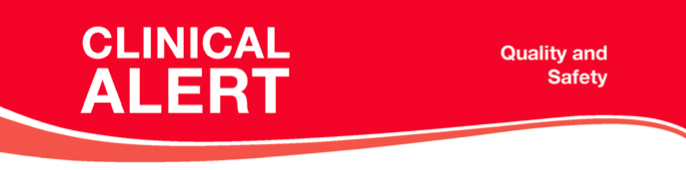 CLINICAL
ALERT
Quality and
Safety